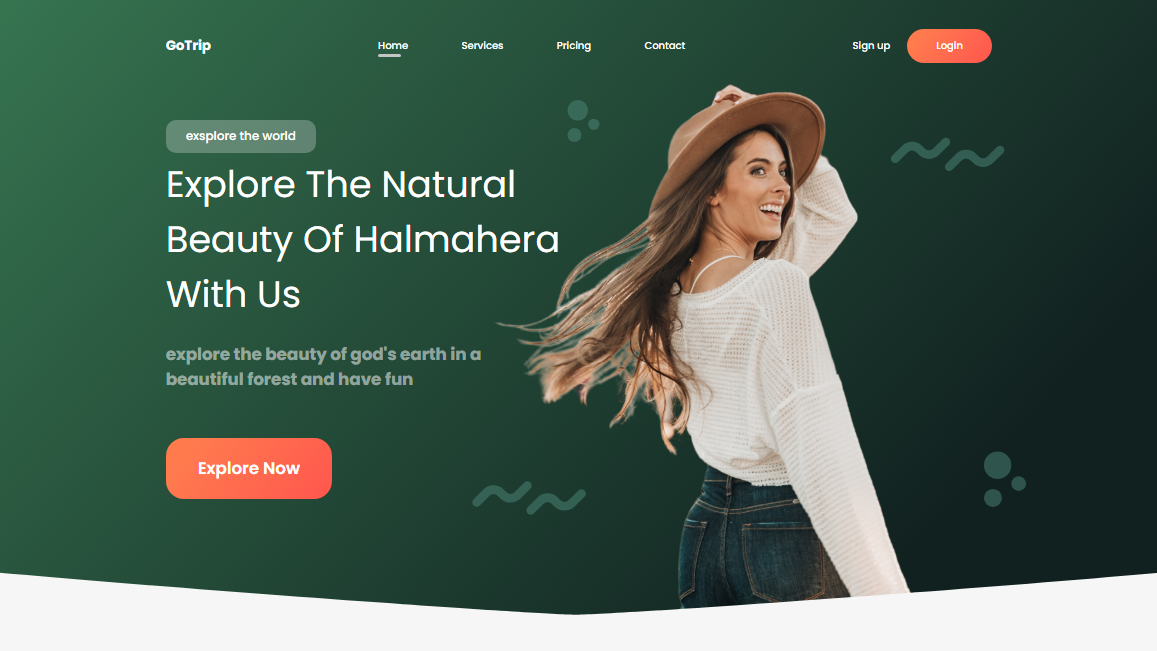 GoTrip
Home Services Pricing Contact
Sign up Login
exsplore the world
Explore The Natural
Beauty Of Halmahera
With Us
explore the beauty of god's earth in a
beautiful forest and have fun
Explore Now